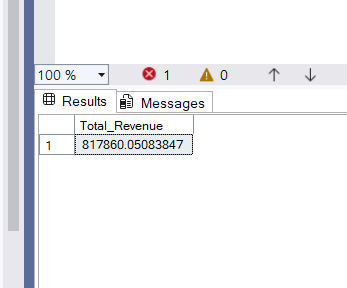 100 % 1 0
Results Messages
Total_Revenue
1 817860.05083847